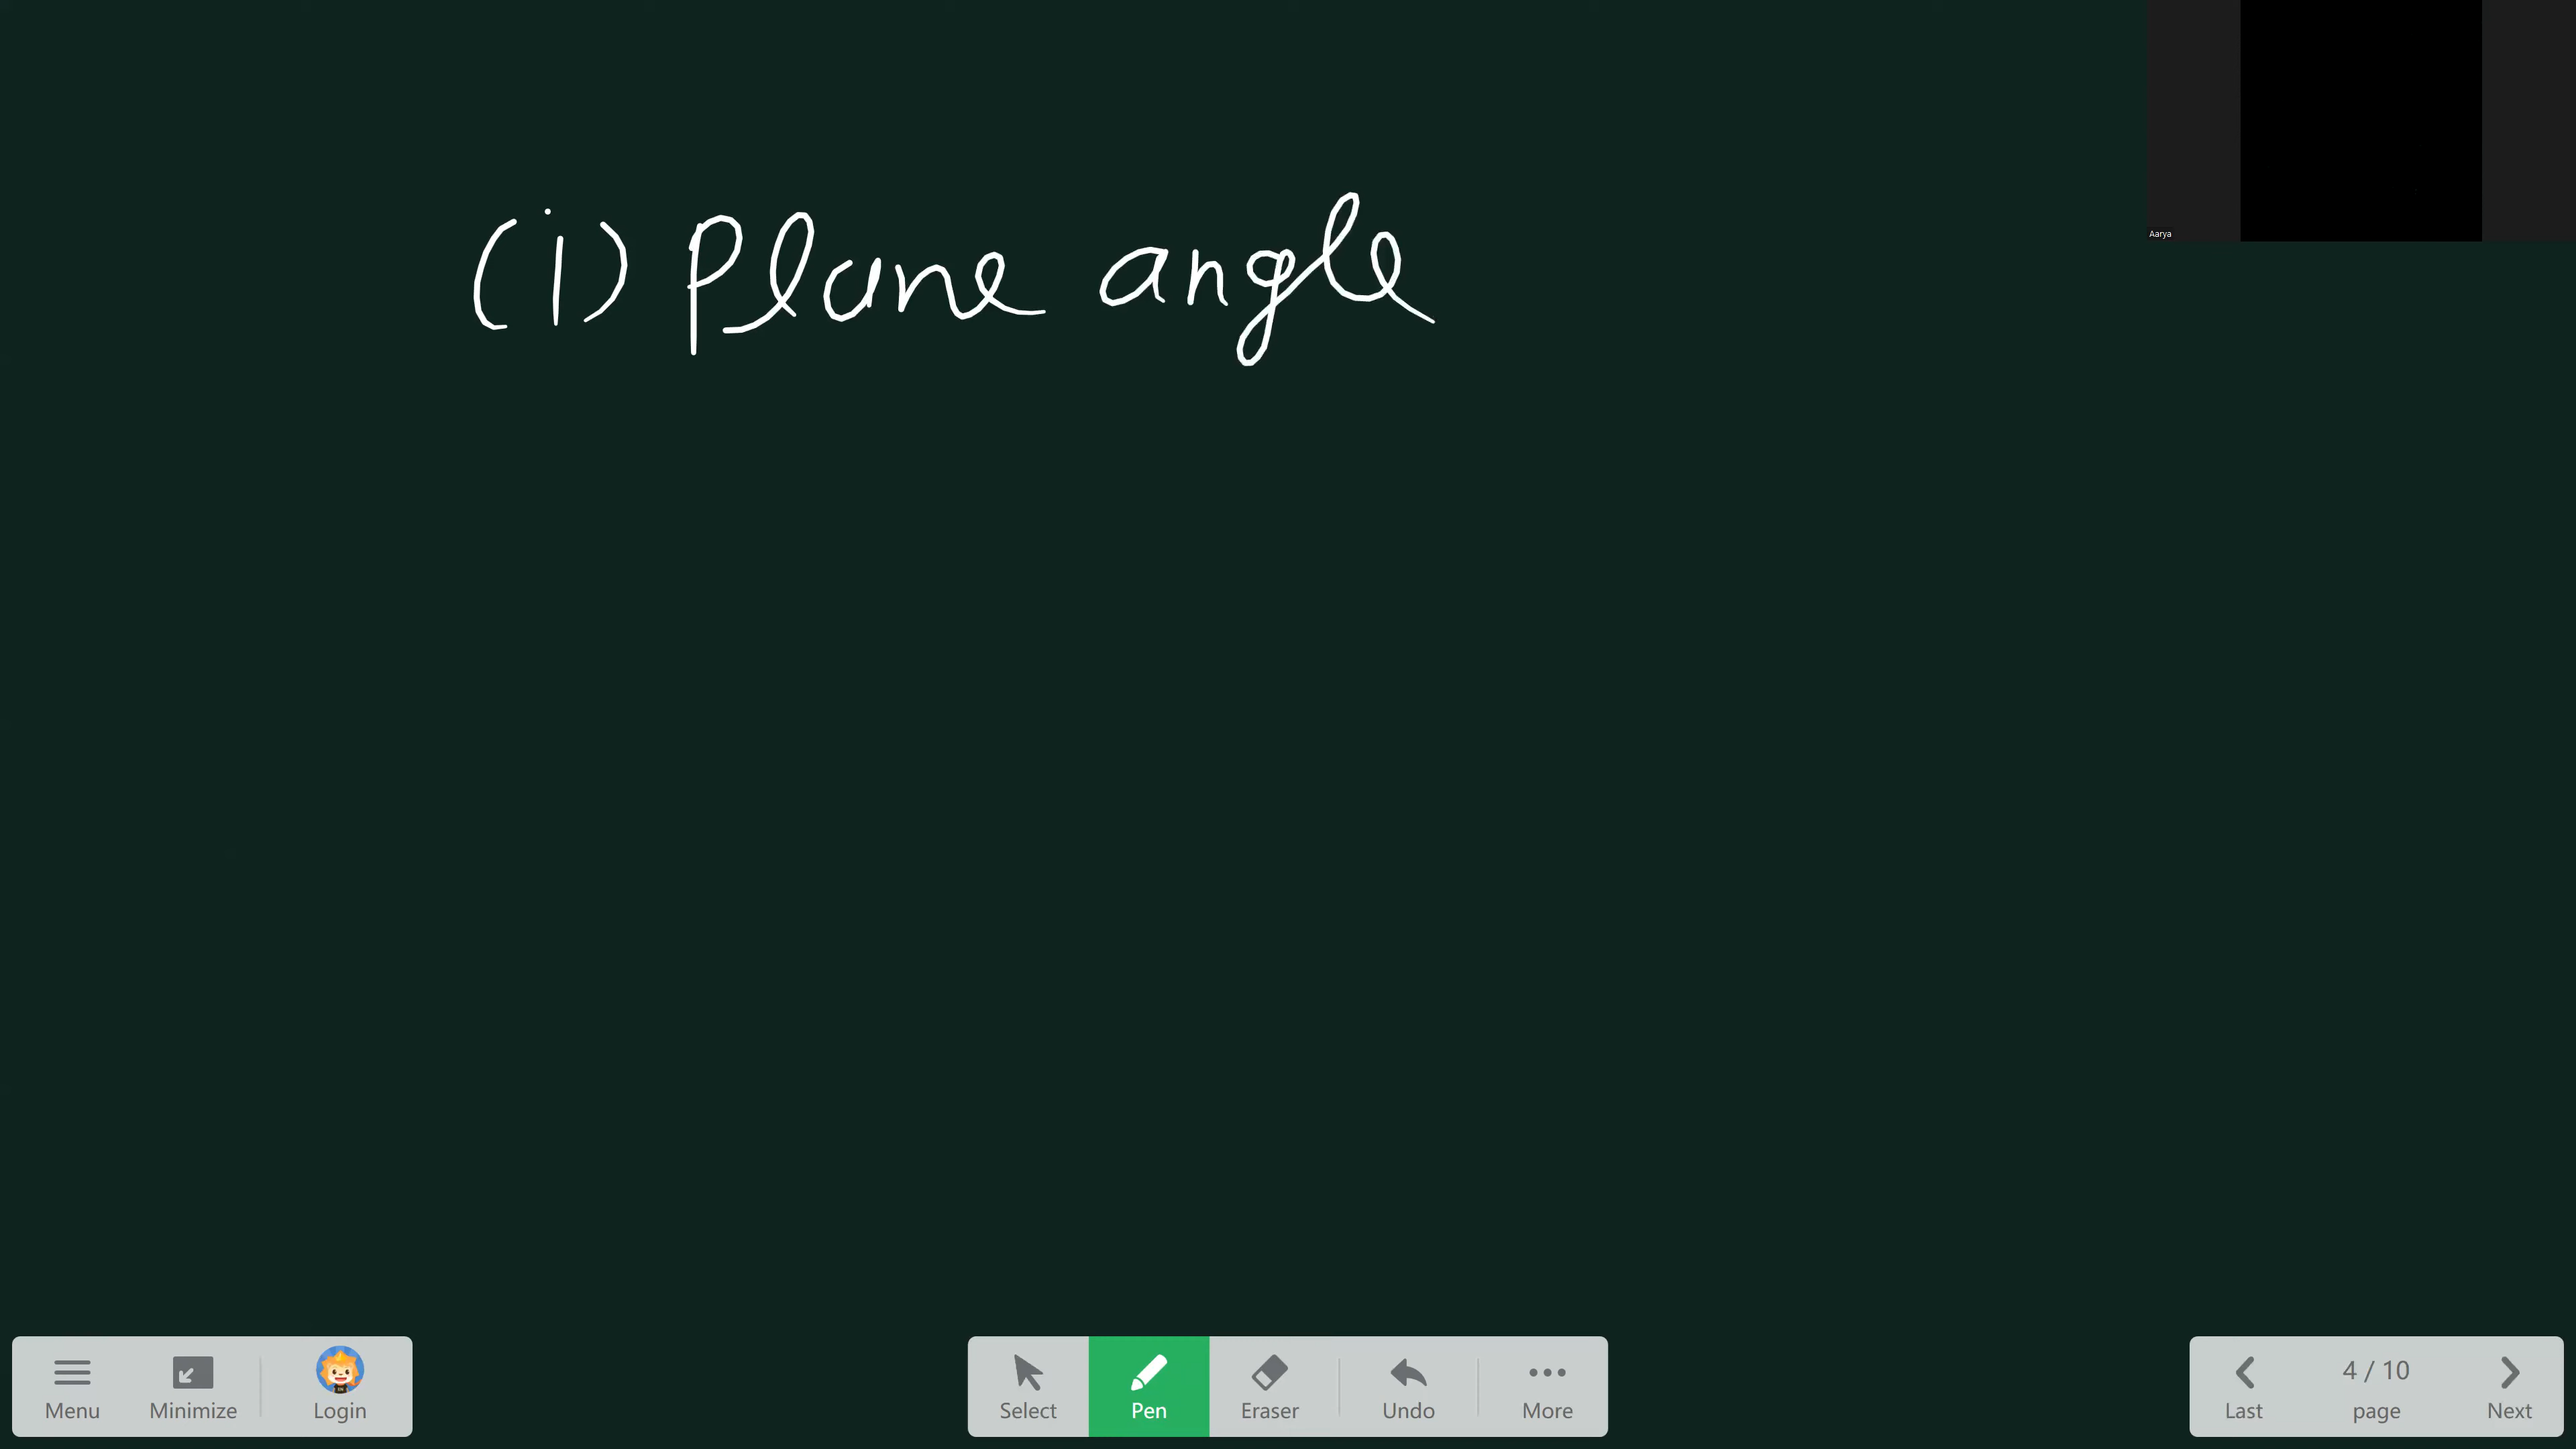 (i) Plane angle
Aarya
Menu Minimize Login
Select Pen Eraser Undo More
Last 4 / 10 page Next